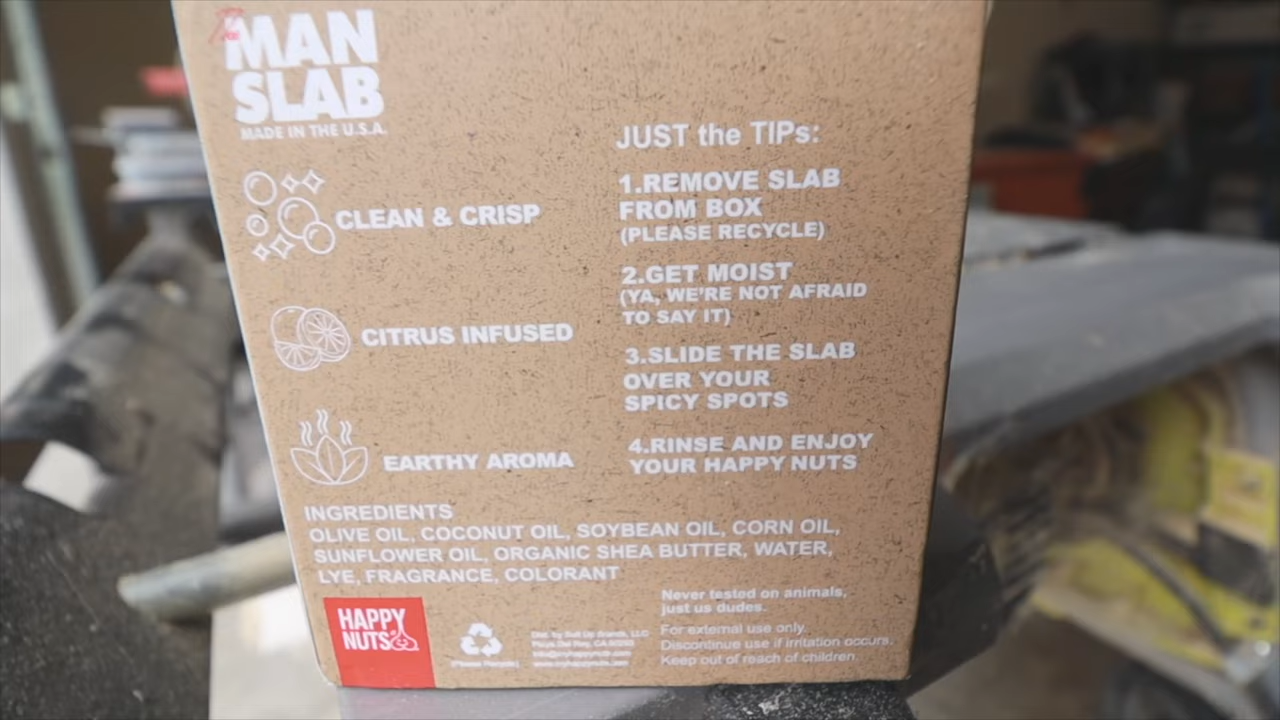 The
MAN
SLAB
MADE IN THE U.S.A.
CLEAN & CRISP
CITRUS INFUSED
EARTHY AROMA
JUST the TIPs:
1.REMOVE SLAB
FROM BOX
(PLEASE RECYCLE)
2.GET MOIST
(YA, WE'RE NOT AFRAID
TO SAY IT)
3.SLIDE THE SLAB
OVER YOUR
SPICY SPOTS
4.RINSE AND ENJOY
YOUR HAPPY NUTS
INGREDIENTS
OLIVE OIL, COCONUT OIL, SOYBEAN OIL, CORN OIL,
SUNFLOWER OIL, ORGANIC SHEA BUTTER, WATER,
LYE, FRAGRANCE, COLORANT
HAPPY
NUTS
(Please Recycle)
Never tested on animals,
just us dudes.
For external use only.
Discontinue use if irritation occurs.
Keep out of reach of children.